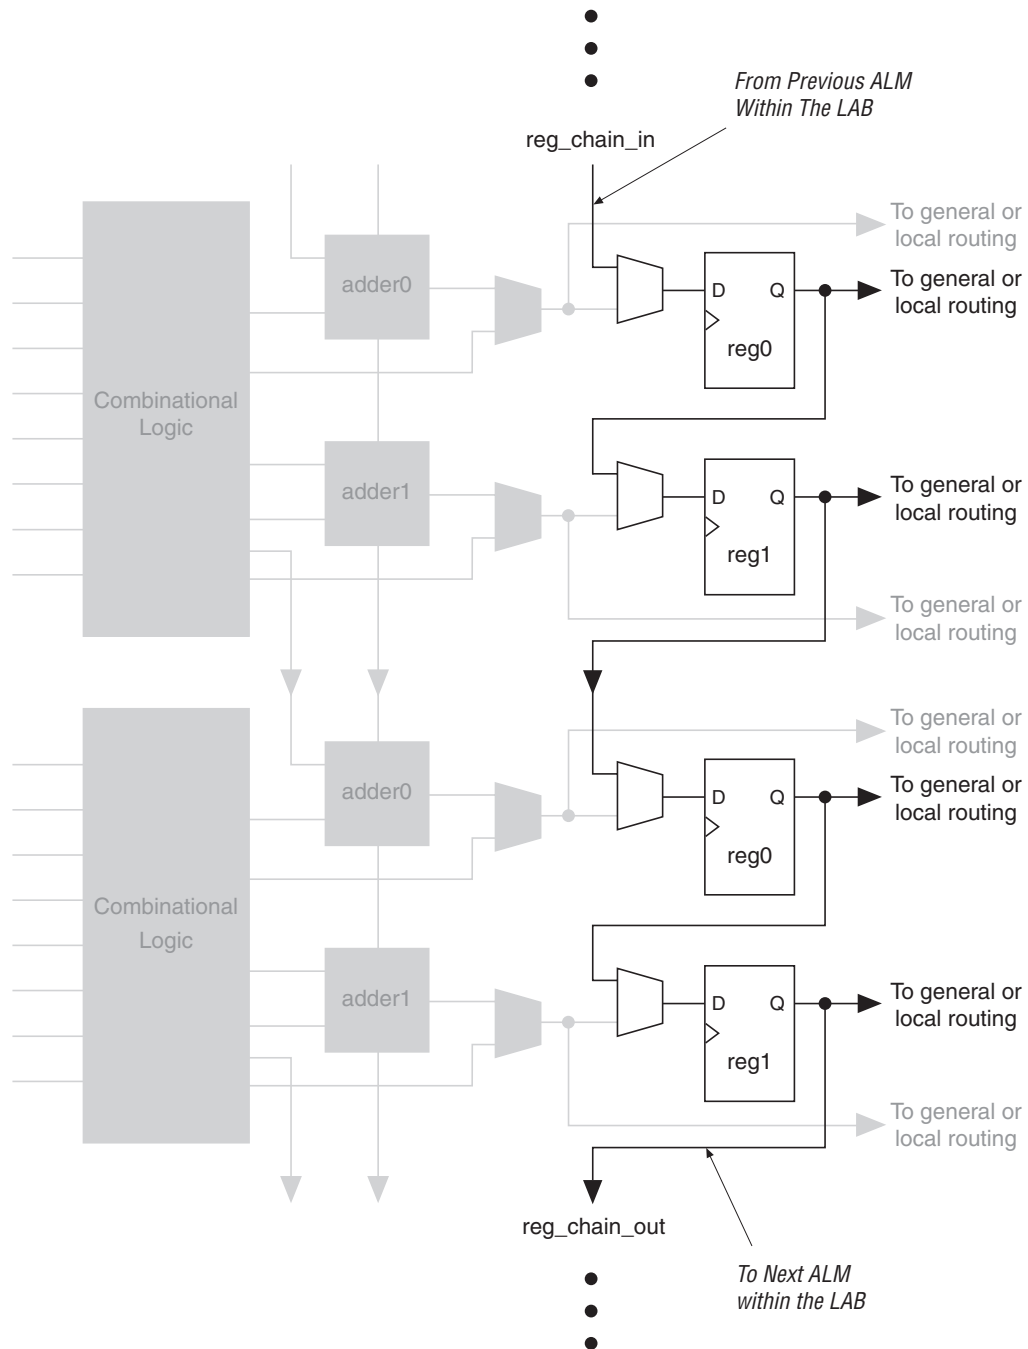 From Previous ALM
Within The LAB
reg_chain_in
To general or
local routing
adder0
D Q
To general or
local routing
reg0
Combinational
Logic
adder1
D Q
To general or
local routing
reg1
To general or
local routing
To general or
local routing
adder0
D Q
To general or
local routing
reg0
Combinational
Logic
adder1
D Q
To general or
local routing
reg1
To general or
local routing
reg_chain_out
To Next ALM
within the LAB